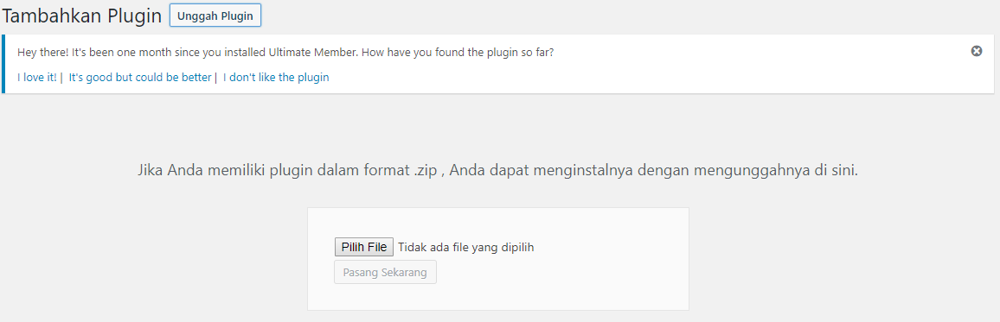 Tambahkan Plugin Unggah Plugin
Hey there! It's been one month since you installed Ultimate Member. How have you found the plugin so far?
I love it! | It's good but could be better | I don't like the plugin
Jika Anda memiliki plugin dalam format .zip , Anda dapat menginstalnya dengan mengunggahnya di sini.
Pilih File Tidak ada file yang dipilih
Pasang Sekarang